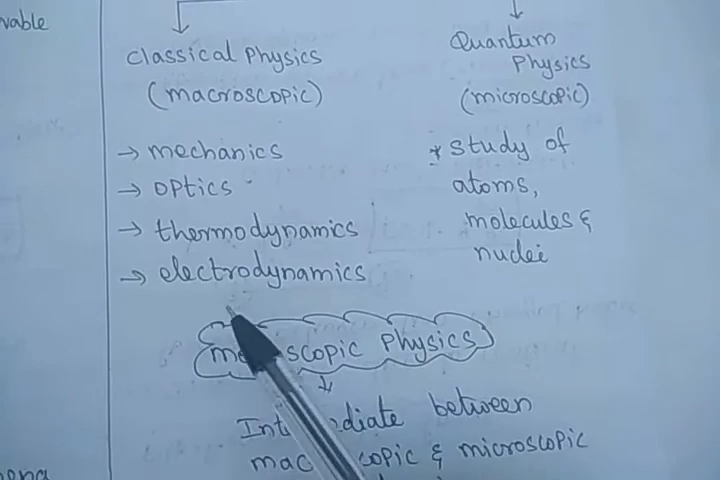 vable
Classical Physics
(macroscopic)
→ mechanics
→ optics
→ thermodynamics
→ electrodynamics
Quantum
Physics
(microscopic)
* study of
atoms,
molecules &
nuclei
scopic physics
between
copic & microscopic